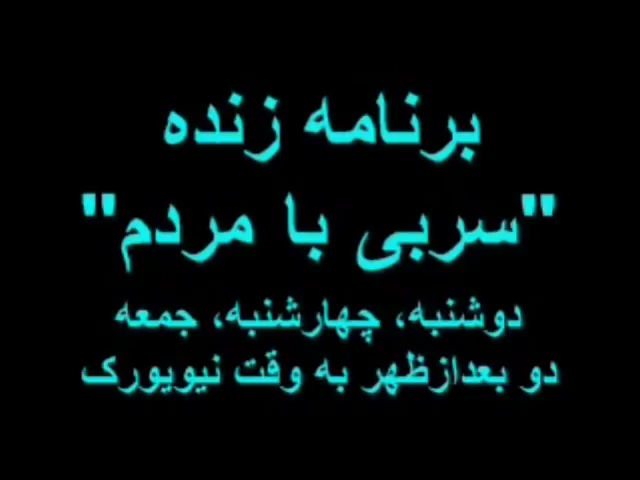 برنامه زنده
"سربی با مردم"
دوشنبه، چهارشنبه، جمعه
دو بعدازظهر به وقت نیویورک